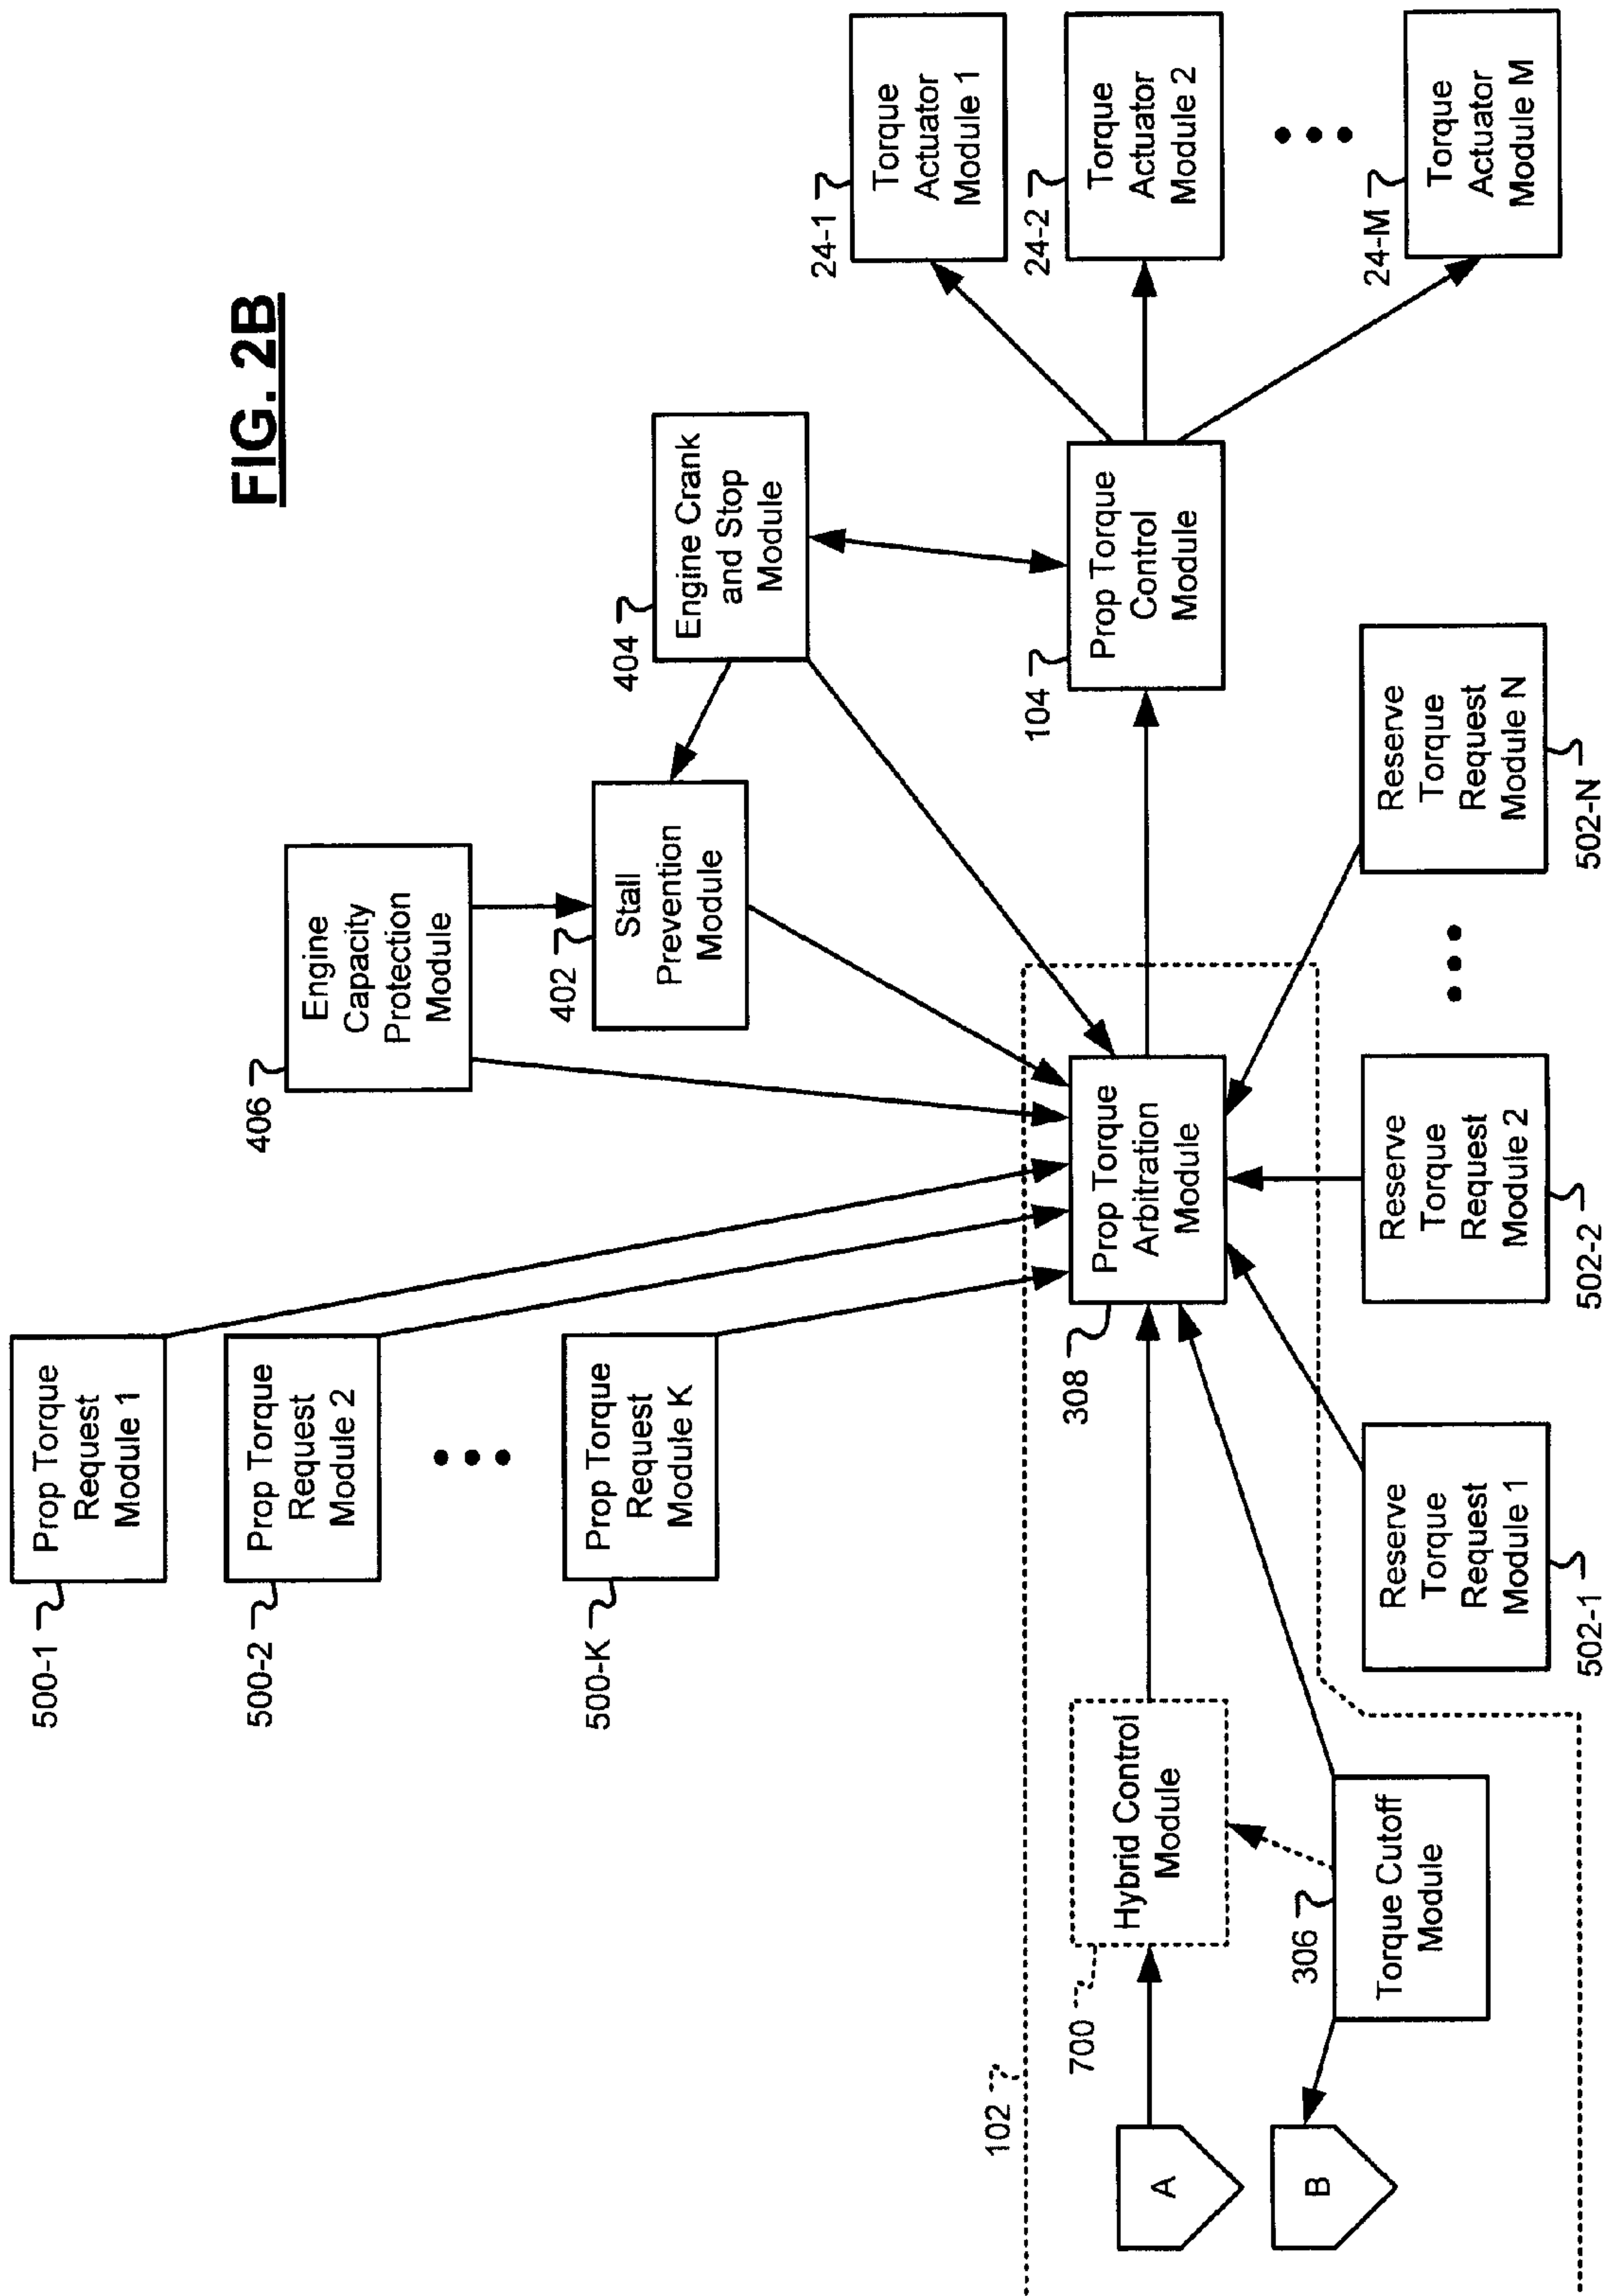 FIG. 2B
500-1
Prop Torque
Request
Module 1
500-2
Prop Torque
Request
Module 2
500-K
Prop Torque
Request
Module K
406
Engine
Capacity
Protection
Module
402
Stall
Prevention
Module
404
Engine Crank
and Stop
Module
24-1
Torque
Actuator
Module 1
24-2
Torque
Actuator
Module 2
24-M
Torque
Actuator
Module M
102
A
B
700
Hybrid Control
Module
306
Torque Cutoff
Module
308
Prop Torque
Arbitration
Module
104
Prop Torque
Control
Module
Reserve
Torque
Request
Module 1
502-1
Reserve
Torque
Request
Module 2
502-2
Reserve
Torque
Request
Module N
502-N